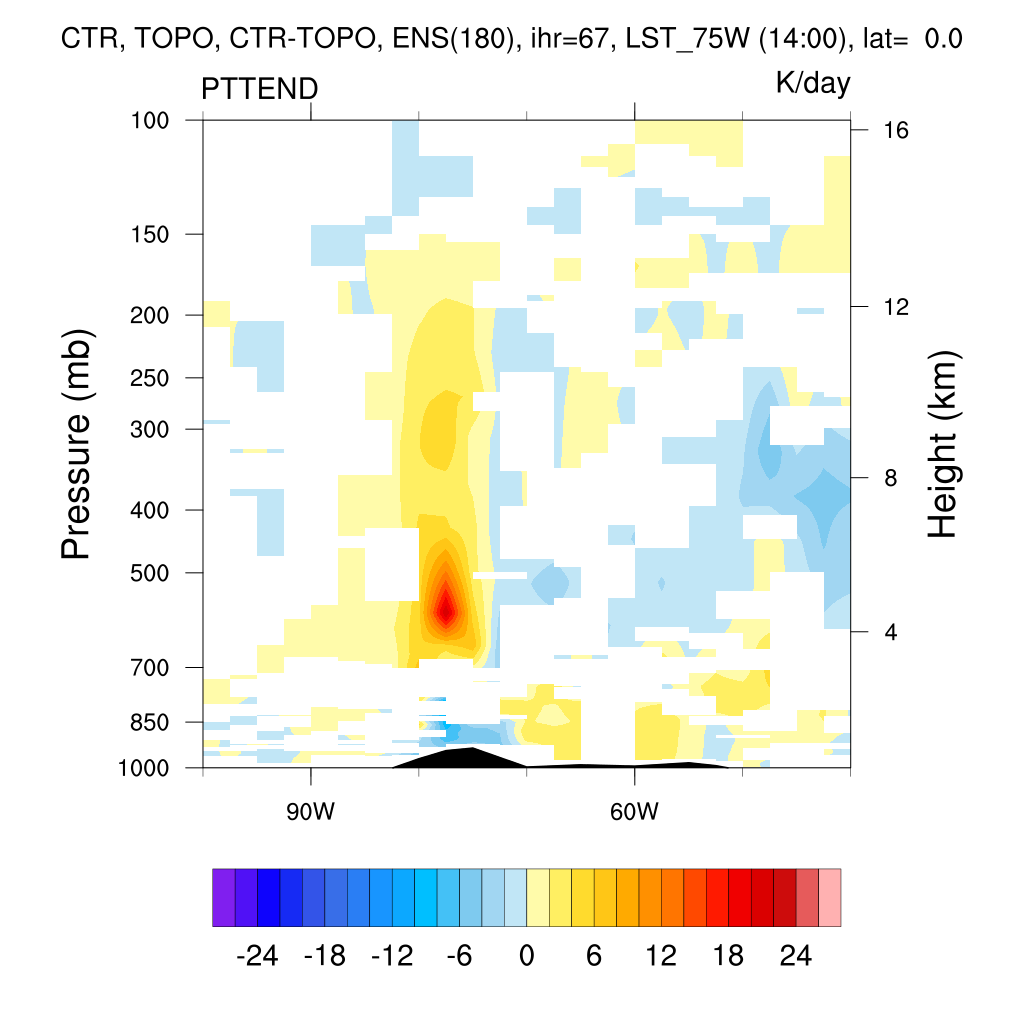 CTR, TOPO, CTR-TOPO, ENS(180), ihr=67, LST_75W (14:00), lat= 0.0
PTTEND K/day
100
150
200
250
300
400
500
700
850
1000
Pressure (mb)
16
12
8
4
Height (km)
90W 60W
-24 -18 -12 -6 0 6 12 18 24